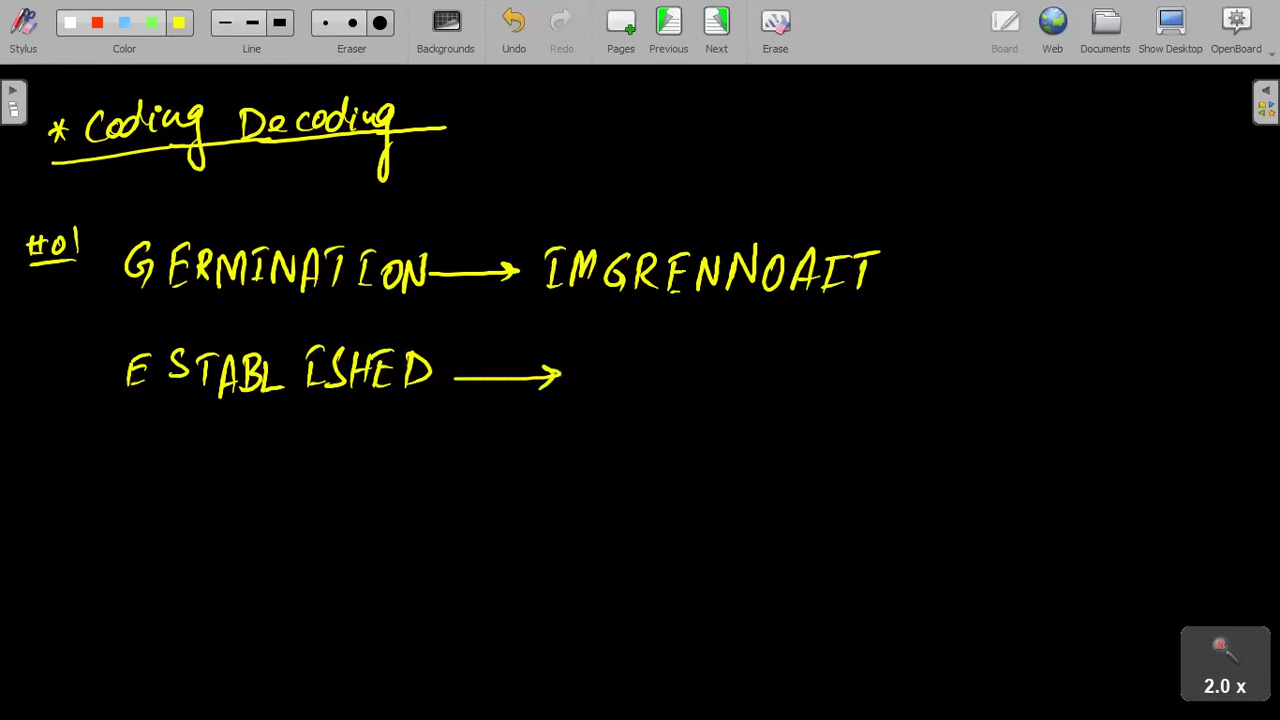 Stylus Color Line Eraser Backgrounds Undo Redo Pages Previous Next Erase Board Web Documents Show Desktop OpenBoard
* Coding Decoding
#01 GERMINATION → IMGRENNOAIT
ESTABLISHED →
2.0 x